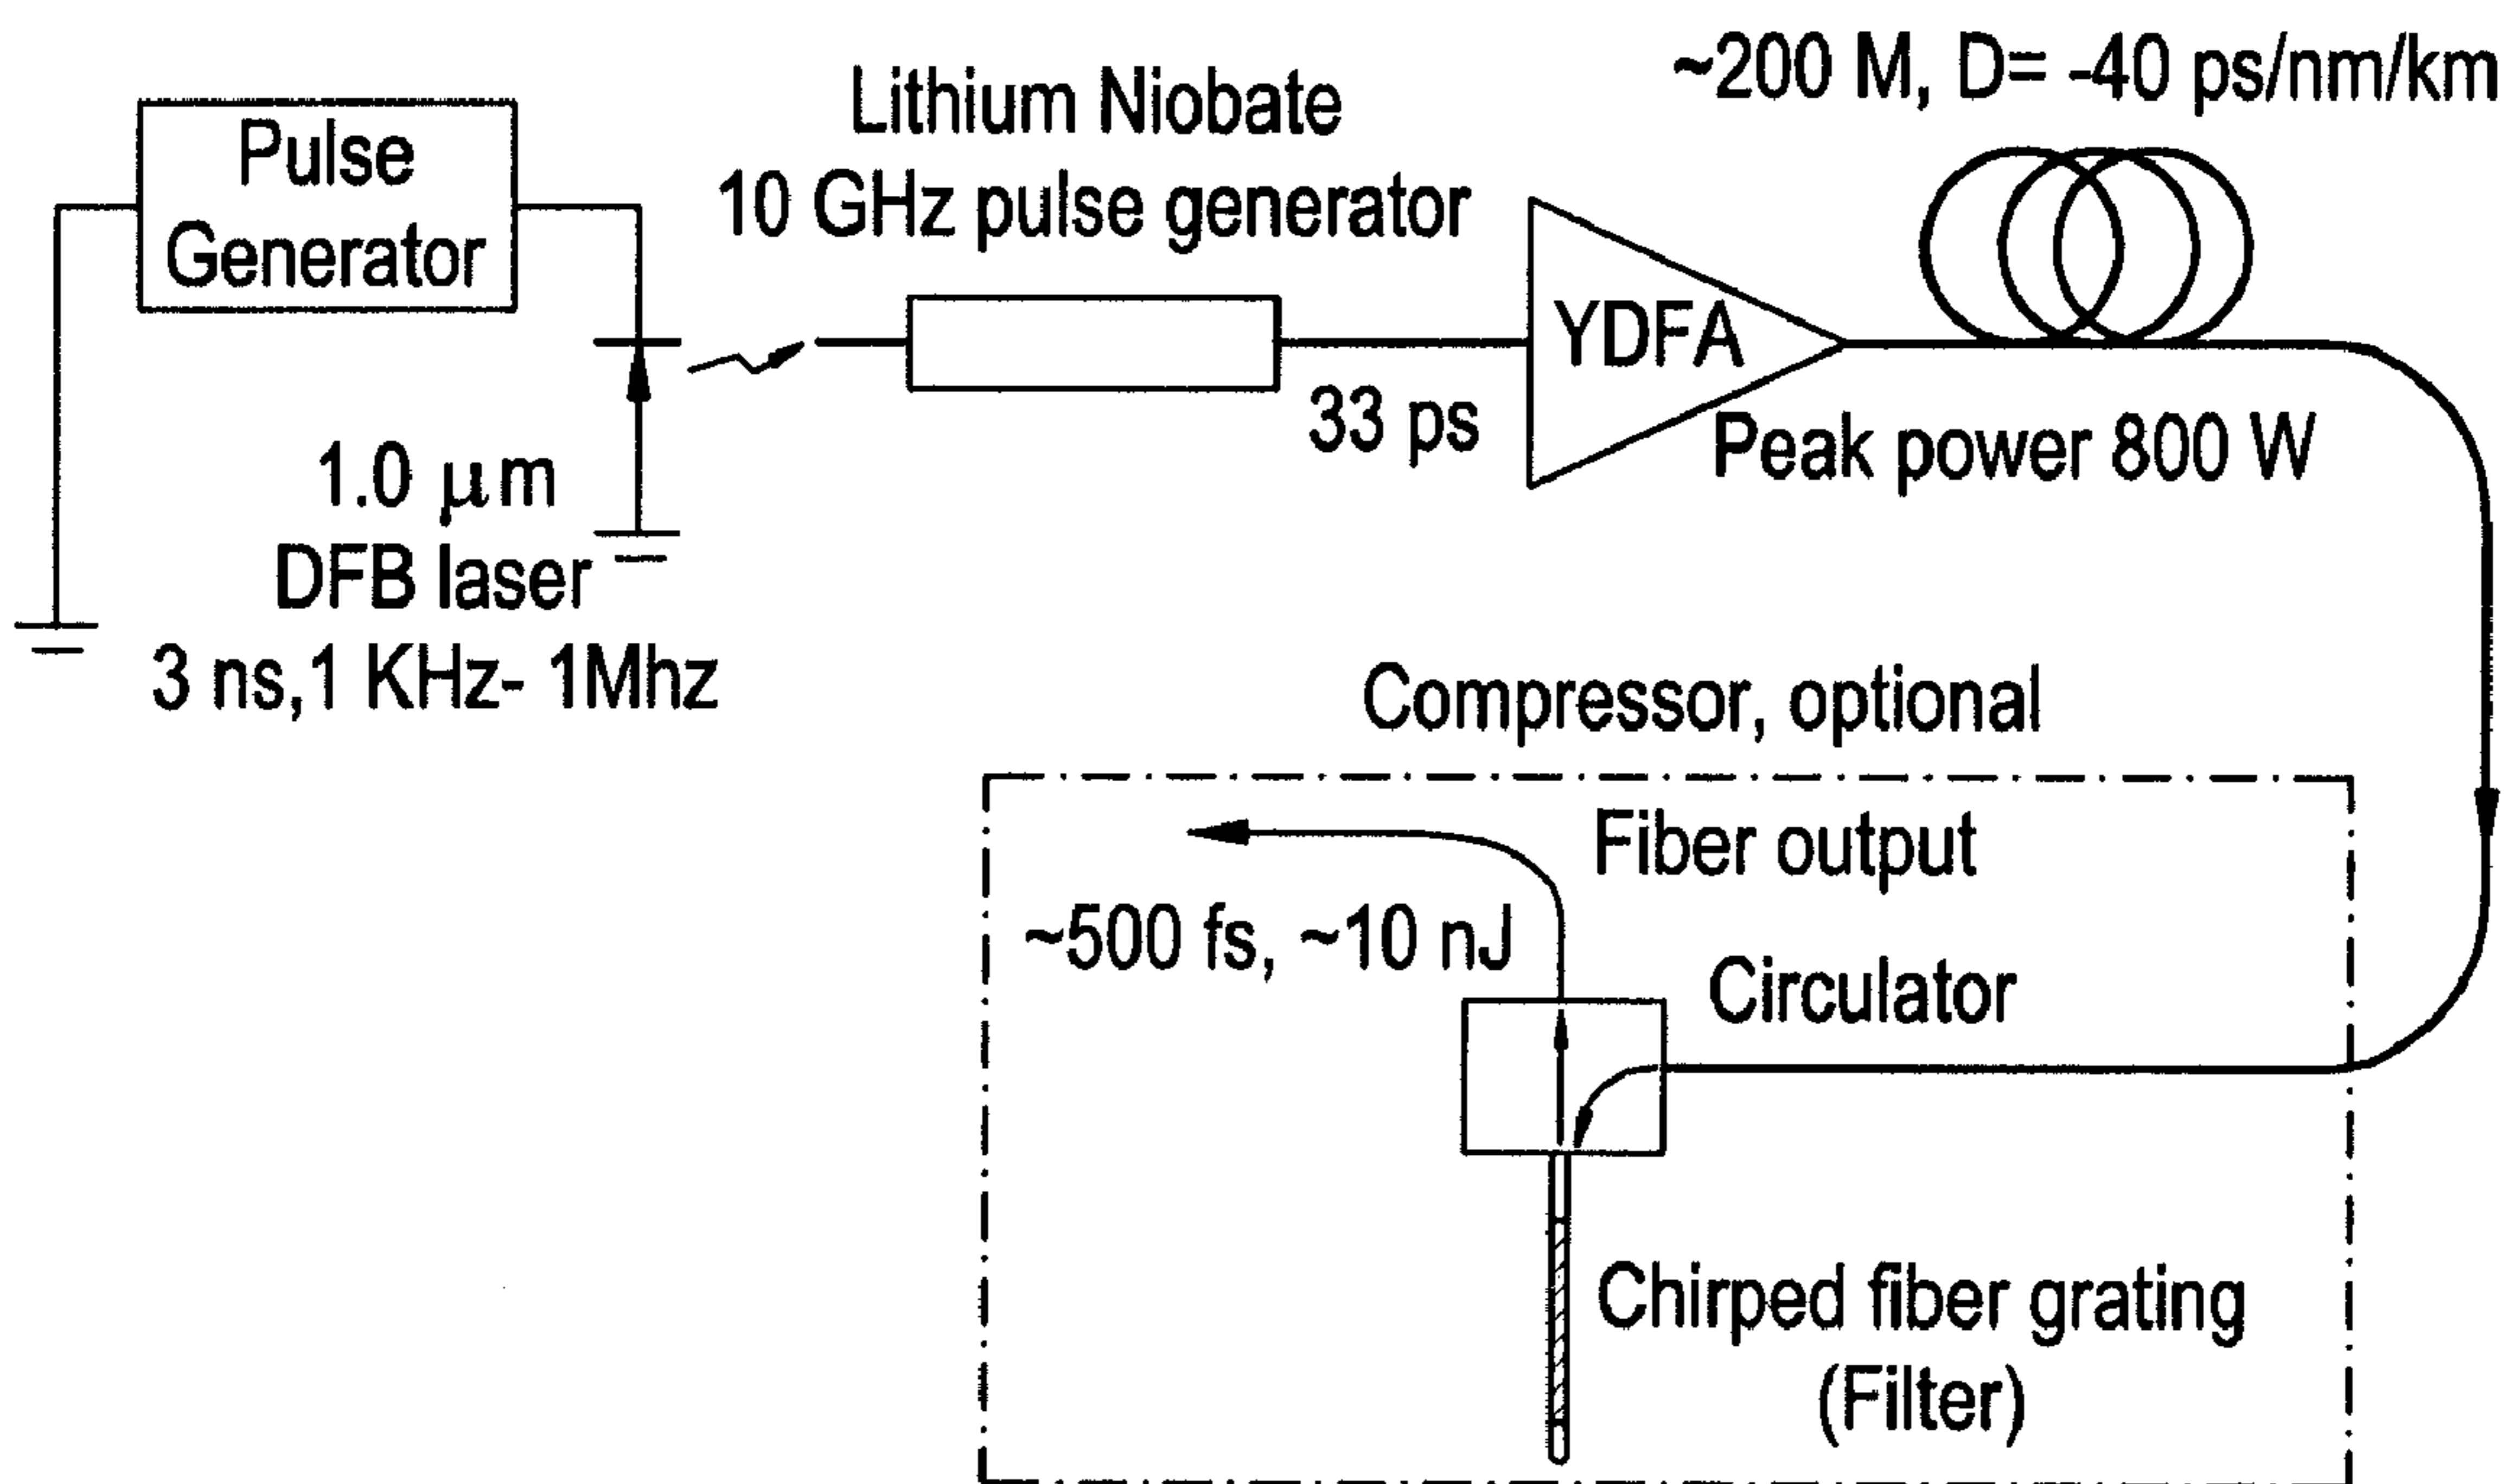 Pulse
Generator
Lithium Niobate
10 GHz pulse generator
~200 M, D= -40 ps/nm/km
YDFA
33 ps
Peak power 800 W
1.0 μm
DFB laser
3 ns,1 KHz- 1Mhz
Compressor, optional
Fiber output
~500 fs, ~10 nJ
Circulator
Chirped fiber grating
(Filter)